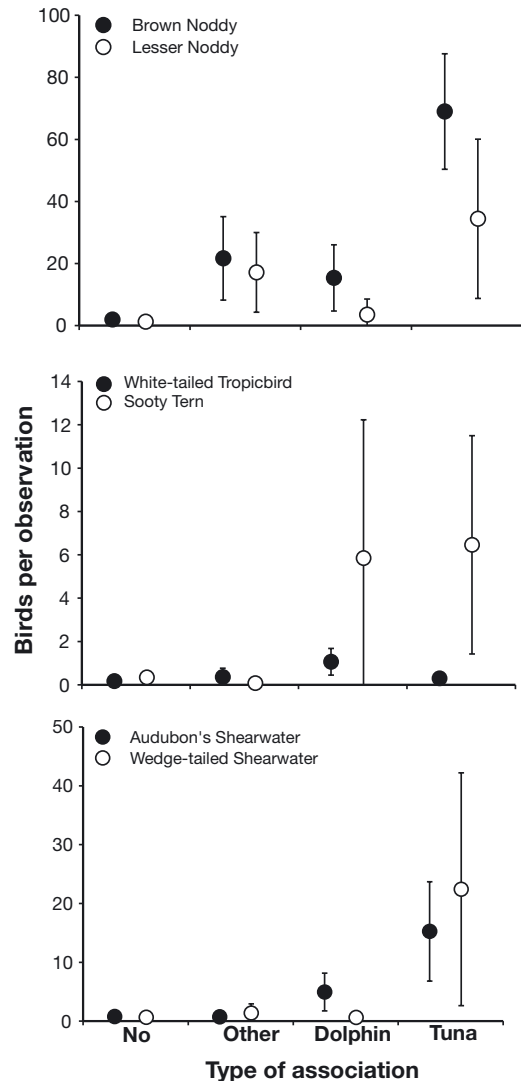 100
Brown Noddy
Lesser Noddy
80
60
40
20
0
14
White-tailed Tropicbird
Sooty Tern
12
10
8
6
4
2
0
Birds per observation
50
Audubon's Shearwater
Wedge-tailed Shearwater
40
30
20
10
0
No Other Dolphin Tuna
Type of association